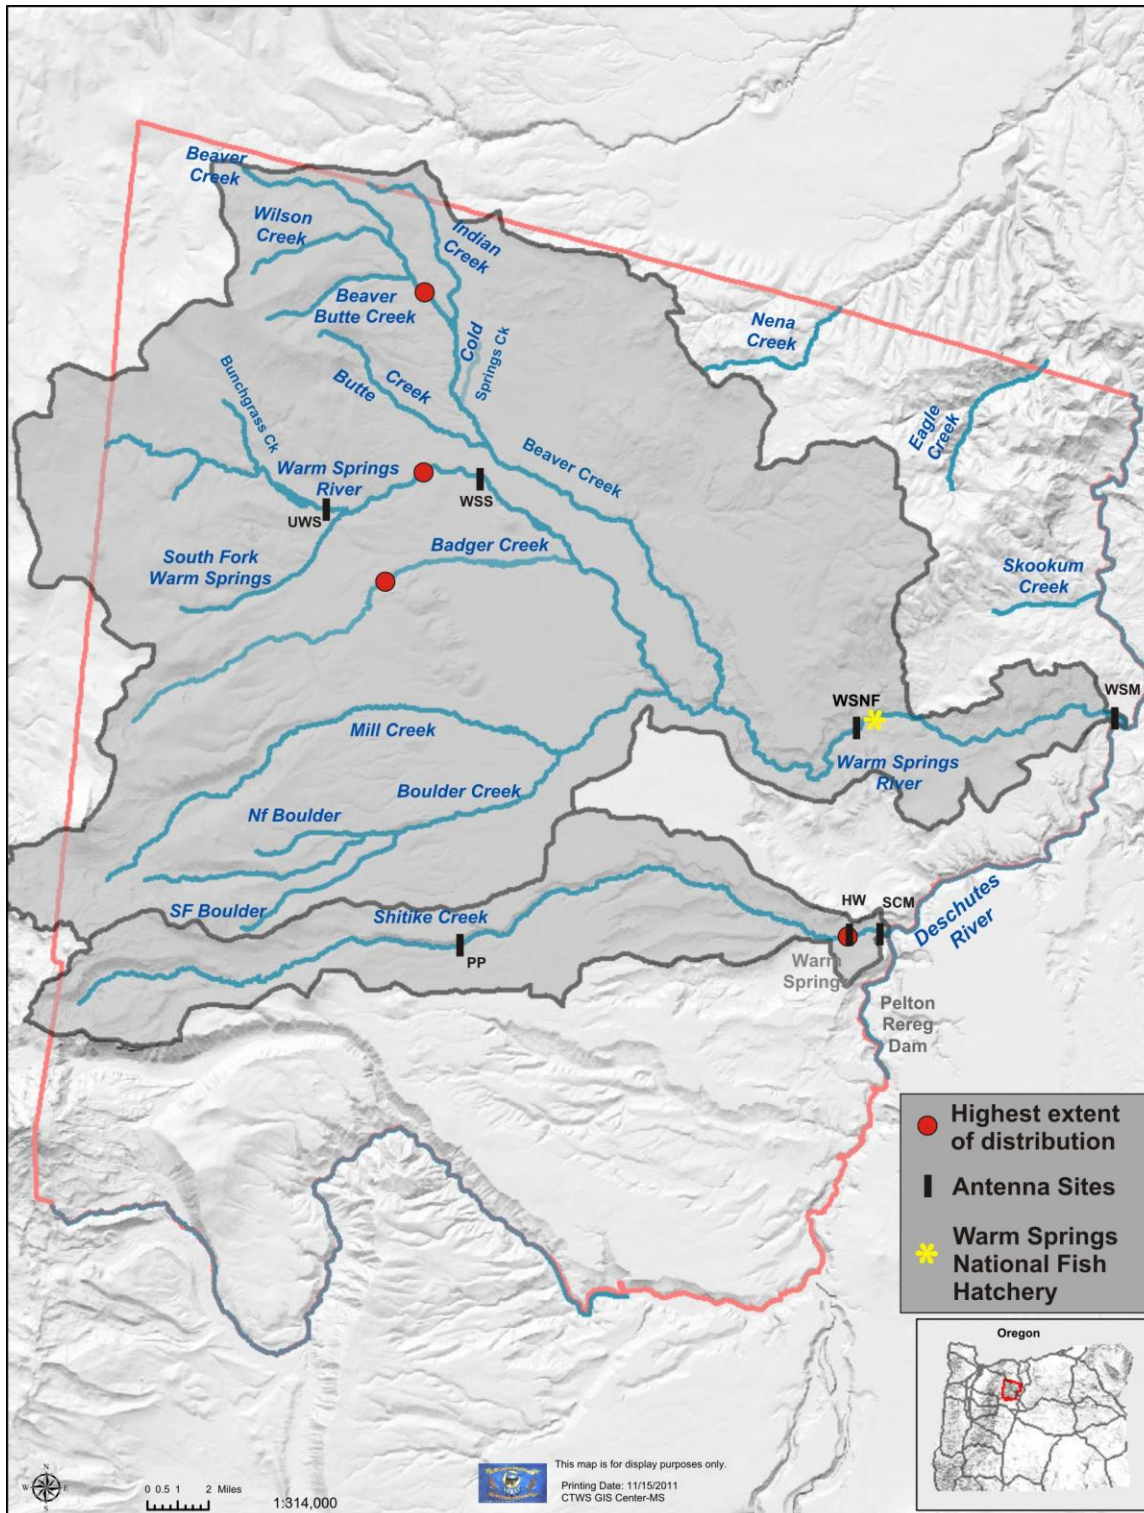 Beaver
Creek
Wilson
Creek
Indian
Creek
Beaver
Butte Creek
Nena
Creek
Cold
Springs Ck
Butte
Creek
Bunchgrass Ck
Eagle
Creek
Beaver Creek
Warm Springs
River
WSS
UWS
South Fork
Warm Springs
Badger Creek
Skookum
Creek
WSM
WSNF
Mill Creek
Warm Springs
River
Boulder Creek
Nf Boulder
SF Boulder
Shitike Creek
HW
SCM
Deschutes
River
PP
Warm
Springs
Pelton
Rereg
Dam
Highest extent
of distribution
Antenna Sites
Warm Springs
National Fish
Hatchery
Oregon
N
W
E
S
0 0.5 1 2 Miles
1:314,000
This map is for display purposes only.
Printing Date: 11/15/2011
CTWS GIS Center-MS